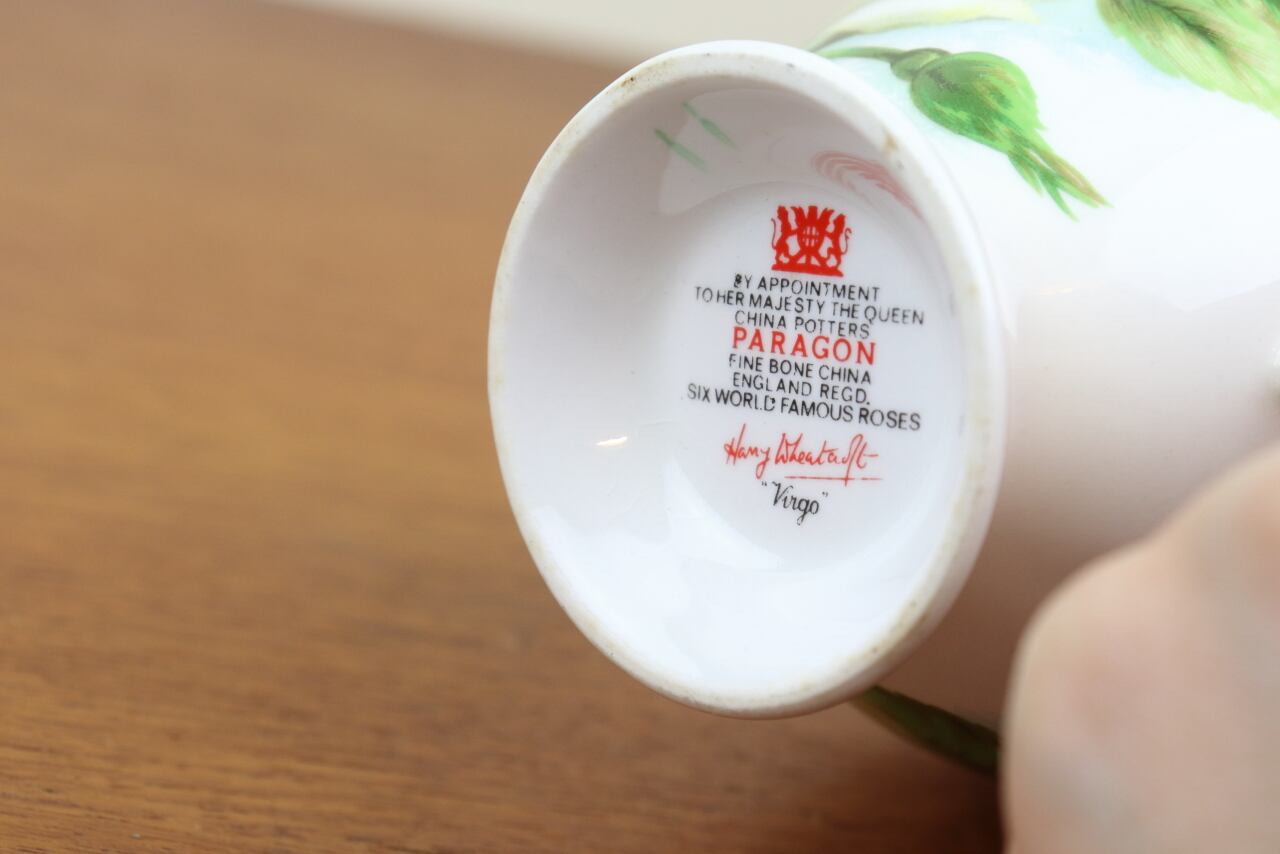 BY APPOINTMENT
TO HER MAJESTY THE QUEEN
CHINA POTTERS
PARAGON
FINE BONE CHINA
ENGLAND REGD.
SIX WORLD FAMOUS ROSES
Harry Wheatcroft
"Virgo"